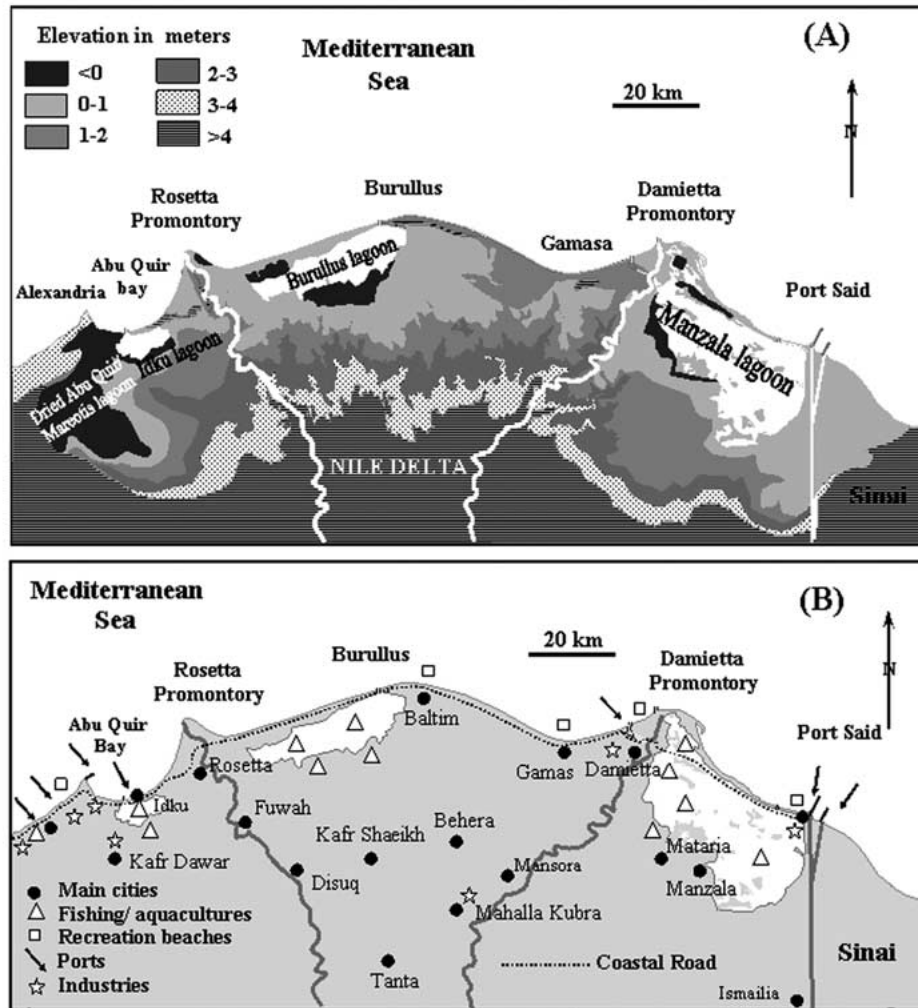 Elevation in meters
<0
0-1
1-2
2-3
3-4
>4
Mediterranean
Sea
(A)
20 km
N
Rosetta
Promontory
Burullus
Damietta
Promontory
Gamasa
Abu Quir
bay
Alexandria
Port Said
Burullus lagoon
Idku lagoon
Dried Abu Quir
Mareotis lagoon
Manzala lagoon
NILE DELTA
Sinai
Mediterranean
Sea
(B)
20 km
N
Rosetta
Promontory
Burullus
Damietta
Promontory
Abu Quir
Bay
Port Said
Baltim
Rosetta
Gamas
Damietta
Idku
Fuwah
Kafr Shaeikh
Behera
Kafr Dawar
Disuq
Mansora
Mataria
Manzala
Mahalla Kubra
Tanta
Main cities
Fishing/ aquacultures
Recreation beaches
Ports
Industries
Coastal Road
Sinai
Ismailia